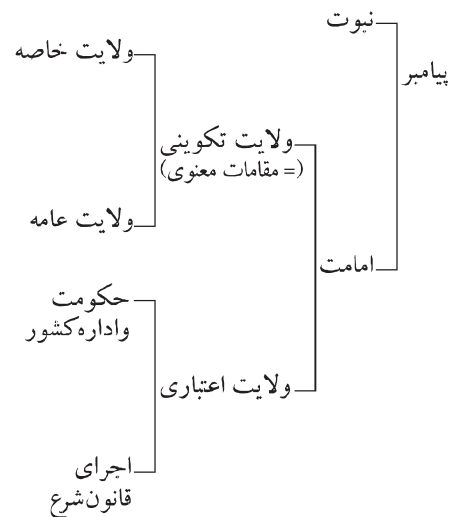 پیامبر
نبوت
امامت
ولایت تکوینی
(= مقامات معنوی)
ولایت خاصه
ولایت عامه
ولایت اعتباری
حکومت
واداره‌کشور
اجرای
قانون‌شرع